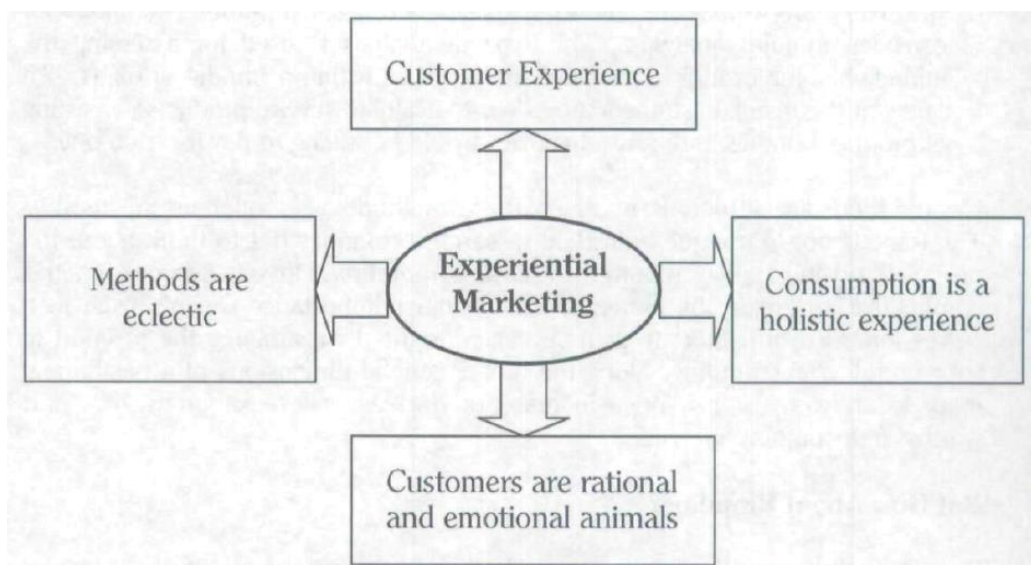 Customer Experience
Methods are
eclectic
Experiential
Marketing
Consumption is a
holistic experience
Customers are rational
and emotional animals